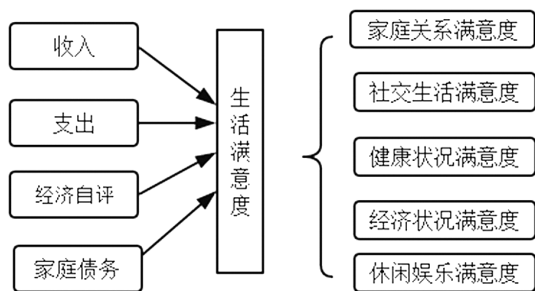 收入
支出
经济自评
家庭债务
生活满意度
家庭关系满意度
社交生活满意度
健康状况满意度
经济状况满意度
休闲娱乐满意度